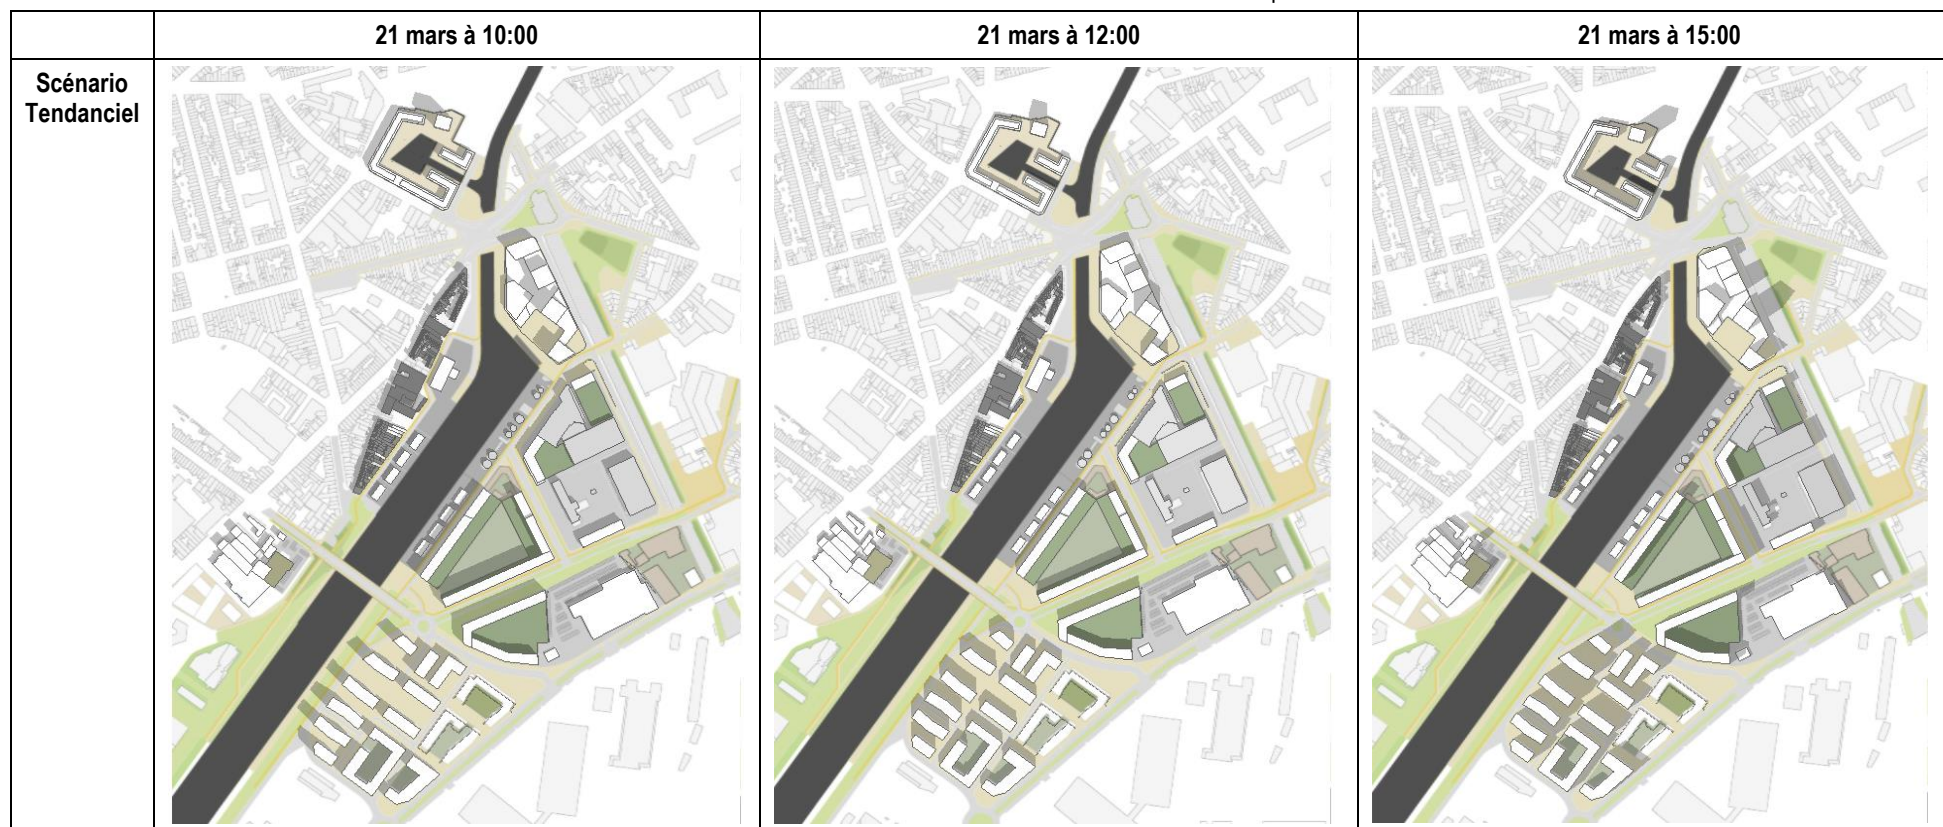 21 mars à 10:00
21 mars à 12:00
21 mars à 15:00
Scénario
Tendanciel